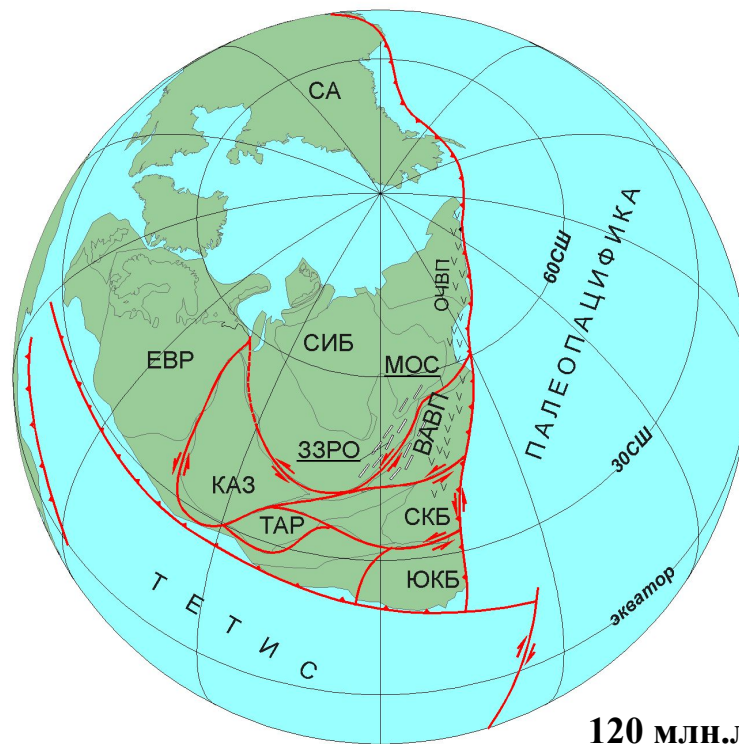 СА
ОЧВП
60СШ
ПАЛЕОПАЦИФИКА
ЕВР
СИБ
МОС
ВАВП
ЗЗРО
30СШ
КАЗ
ТАР
СКБ
ЮКБ
экватор
ТЕТИС
120 млн.л